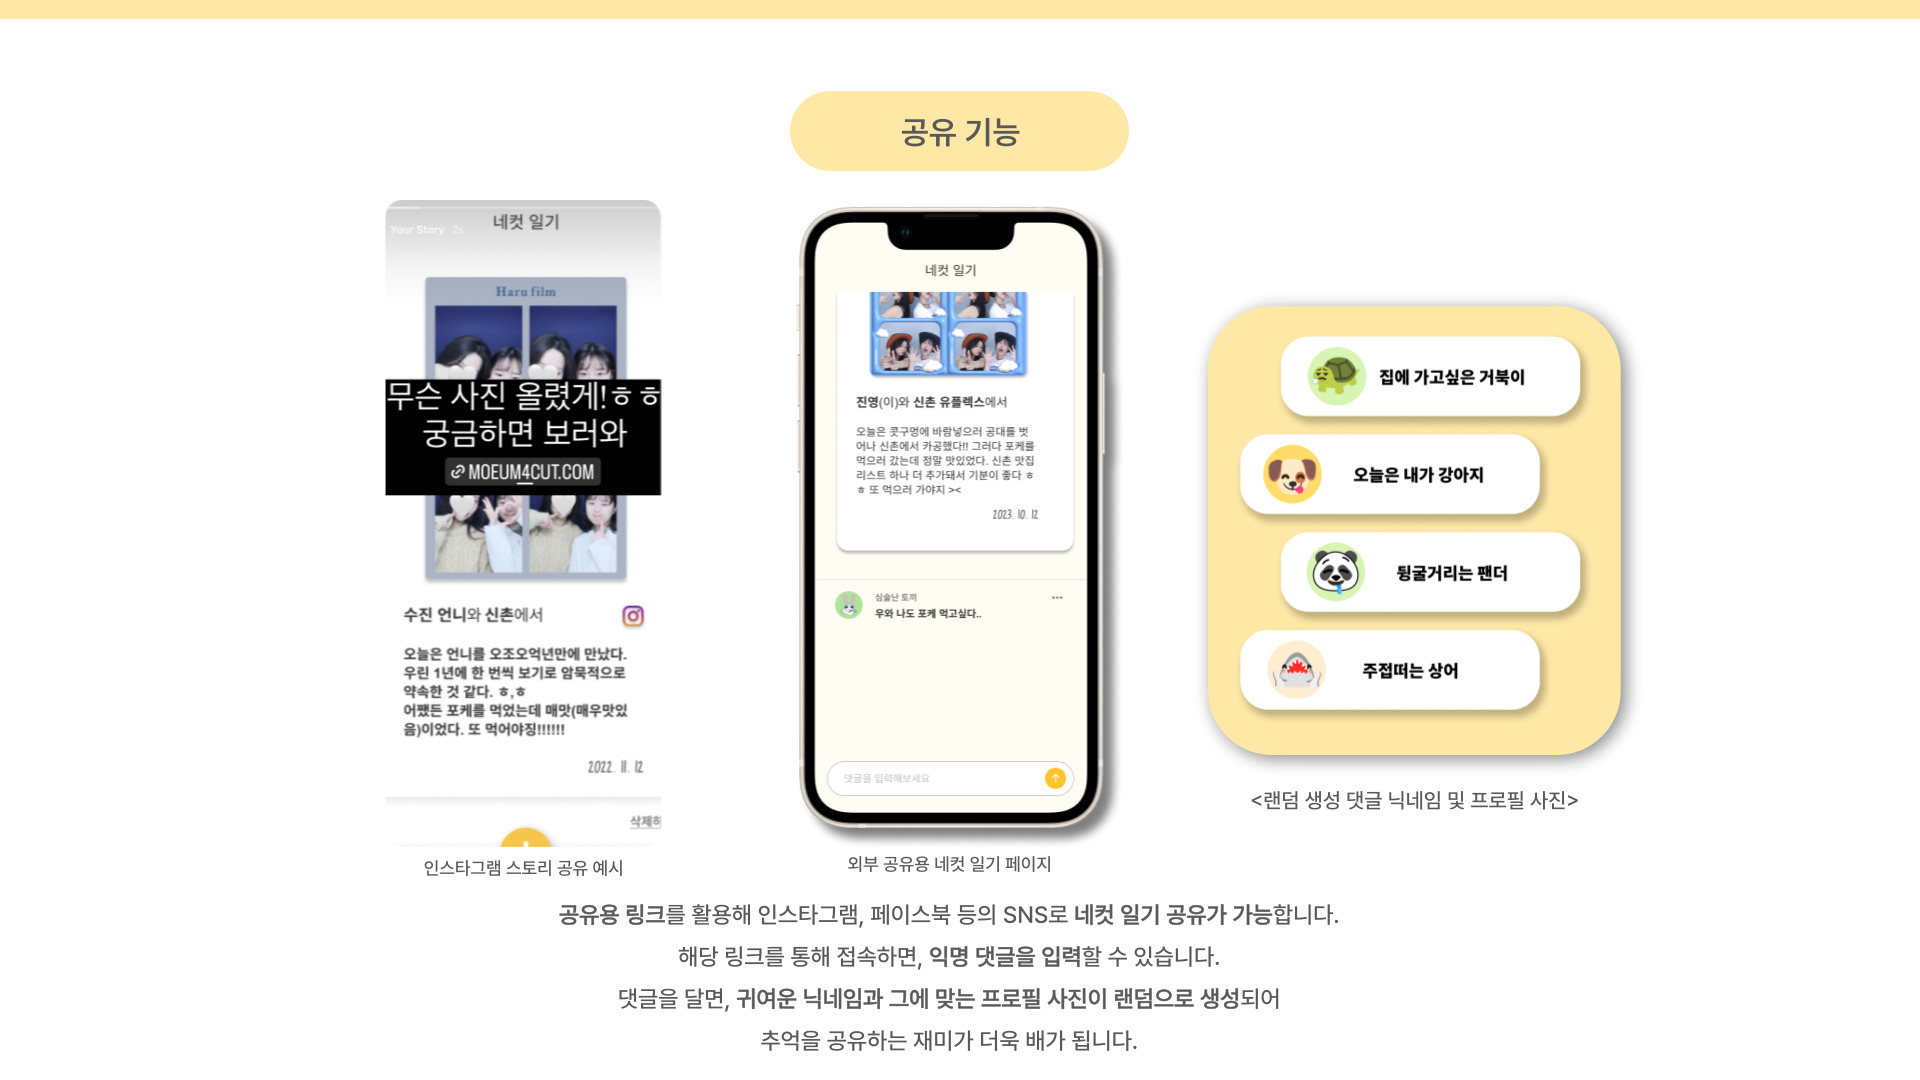 공유 기능
네컷 일기
Your Story 2s
Haru film
무슨 사진 올렸게!ㅎㅎ
궁금하면 보러와
MOEUM4CUT.COM
수진 언니와 신촌에서
오늘은 언니를 오조오억년만에 만났다.
우린 1년에 한 번씩 보기로 암묵적으로
약속한 것 같다. ㅎ,ㅎ
어쨌든 포케를 먹었는데 매맛(매우맛있
음)이었다. 또 먹어야징!!!!!!
2022. 11. 12
삭제하
인스타그램 스토리 공유 예시
네컷 일기
진영(이)와 신촌 유플렉스에서
오늘은 콧구멍에 바람넣으러 공대를 벗
어나 신촌에서 카공했다!! 그러다 포케를
먹으러 갔는데 정말 맛있었다. 신촌 맛집
리스트 하나 더 추가돼서 기분이 좋다 ㅎ
ㅎ 또 먹으러 가야지 ><
2023. 10. 12
심술난 토끼
우와 나도 포케 먹고싶다..
댓글을 입력해보세요
외부 공유용 네컷 일기 페이지
집에 가고싶은 거북이
오늘은 내가 강아지
뒹굴거리는 팬더
주접떠는 상어
<랜덤 생성 댓글 닉네임 및 프로필 사진>
공유용 링크를 활용해 인스타그램, 페이스북 등의 SNS로 네컷 일기 공유가 가능합니다.
해당 링크를 통해 접속하면, 익명 댓글을 입력할 수 있습니다.
댓글을 달면, 귀여운 닉네임과 그에 맞는 프로필 사진이 랜덤으로 생성되어
추억을 공유하는 재미가 더욱 배가 됩니다.